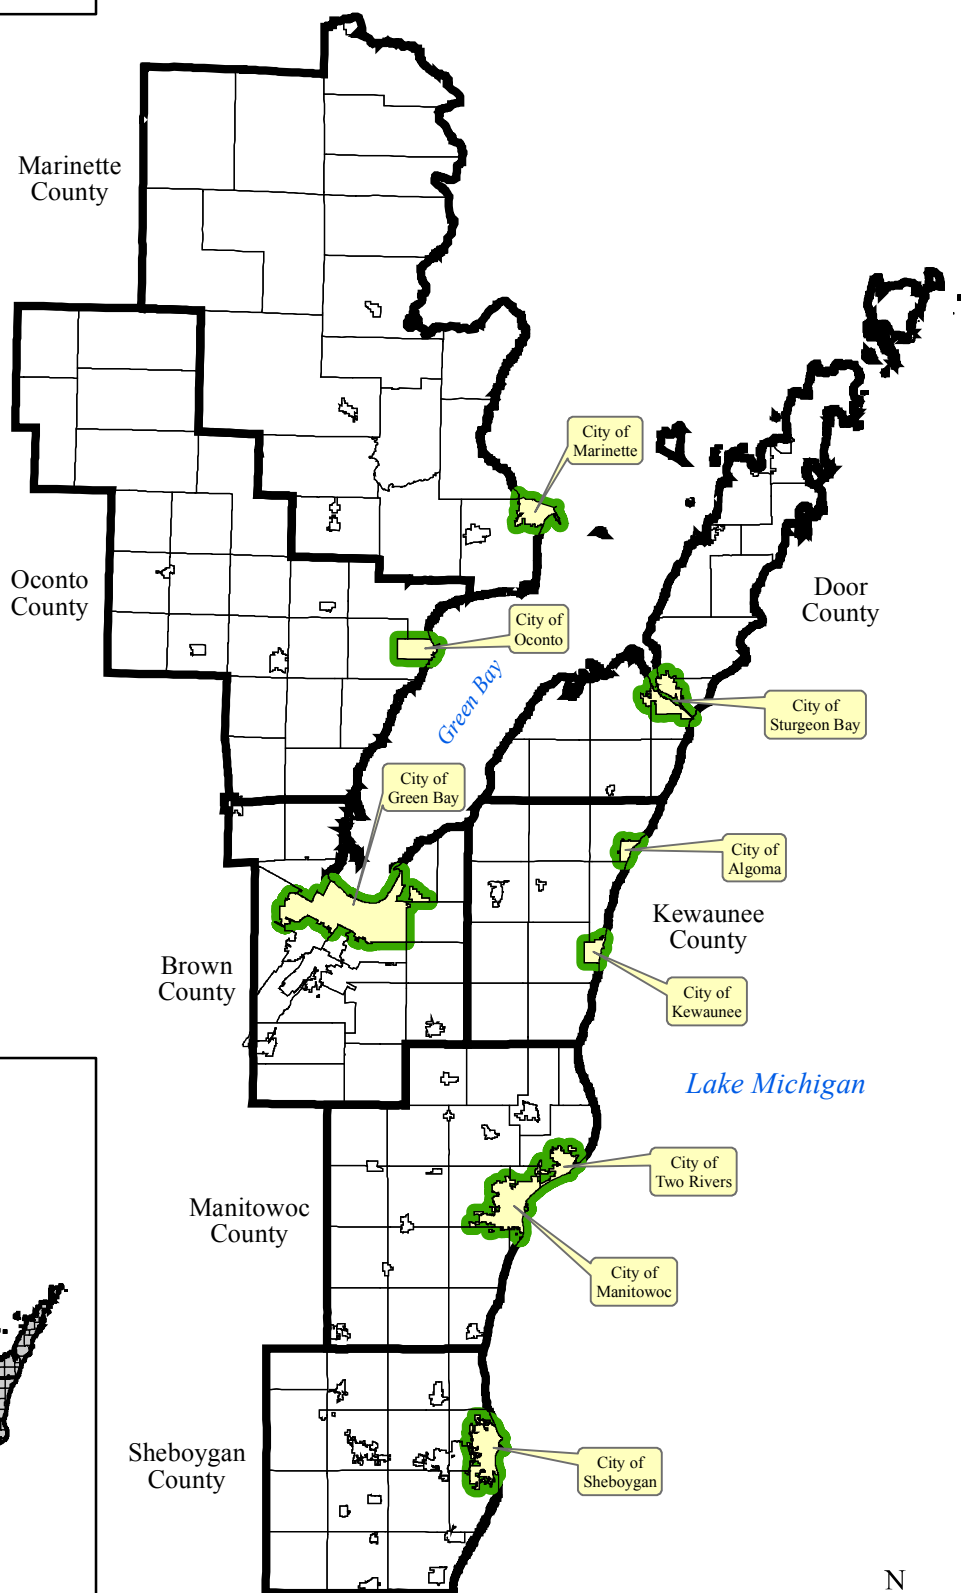 Marinette
County
City of
Marinette
Oconto
County
Door
County
City of
Oconto
Green Bay
City of
Sturgeon Bay
City of
Green Bay
City of
Algoma
Kewaunee
County
Brown
County
City of
Kewaunee
Lake Michigan
City of
Two Rivers
Manitowoc
County
City of
Manitowoc
Sheboygan
County
City of
Sheboygan
N